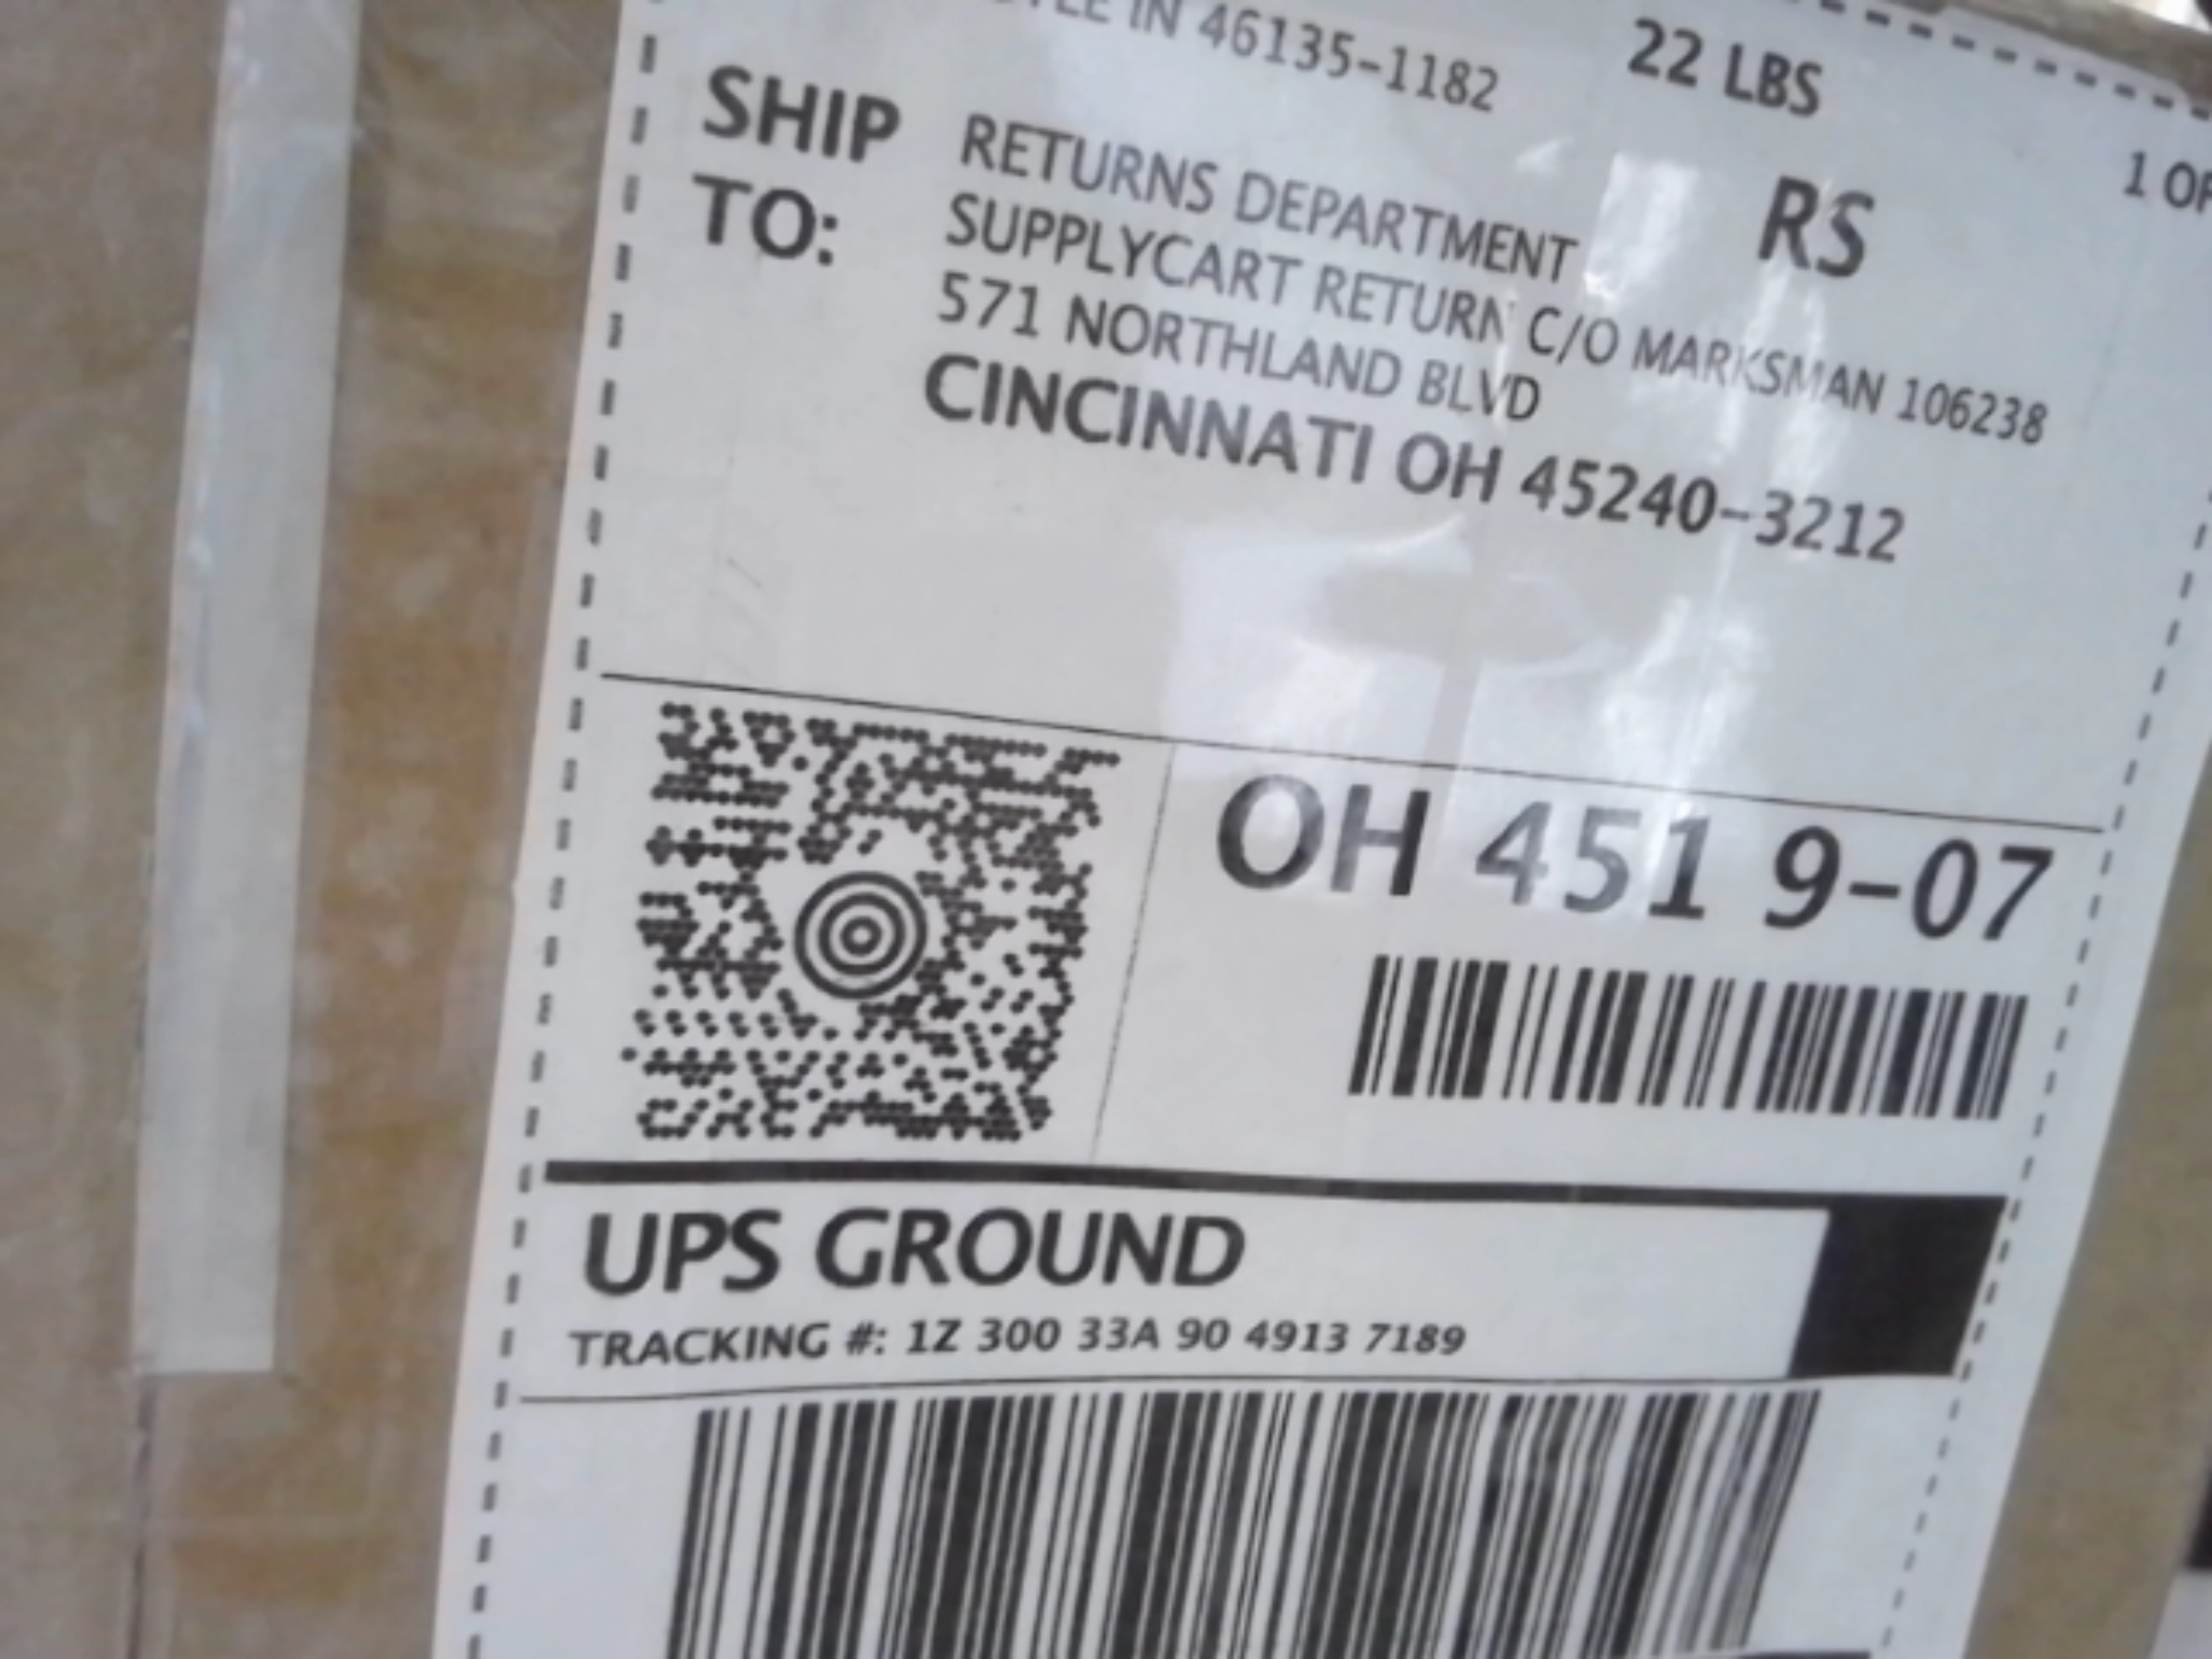 IN 46135-1182
22 LBS
1 OF
RS
SHIP
TO:
RETURNS DEPARTMENT
SUPPLYCART RETURN C/O MARKSMAN 106238
571 NORTHLAND BLVD
CINCINNATI OH 45240-3212
OH 451 9-07
UPS GROUND
TRACKING #: 1Z 300 33A 90 4913 7189